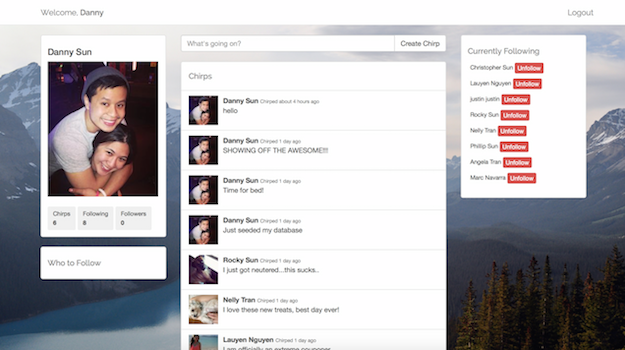 Welcome, Danny
Logout
Danny Sun
Chirps
6
Following
8
Followers
0
Who to Follow
What's going on?
Create Chirp
Chirps
Danny Sun Chirped about 4 hours ago
hello
Danny Sun Chirped 1 day ago
SHOWING OFF THE AWESOME!!!
Danny Sun Chirped 1 day ago
Time for bed!
Danny Sun Chirped 1 day ago
Just seeded my database
Rocky Sun Chirped 1 day ago
I just got neutered...this sucks..
Nelly Tran Chirped 1 day ago
I love these new treats, best day ever!
Lauyen Nguyen Chirped 1 day ago
I am officially an extreme
Currently Following
Christopher Sun Unfollow
Lauyen Nguyen Unfollow
justin justin Unfollow
Rocky Sun Unfollow
Nelly Tran Unfollow
Phillip Sun Unfollow
Angela Tran Unfollow
Marc Navarra Unfollow